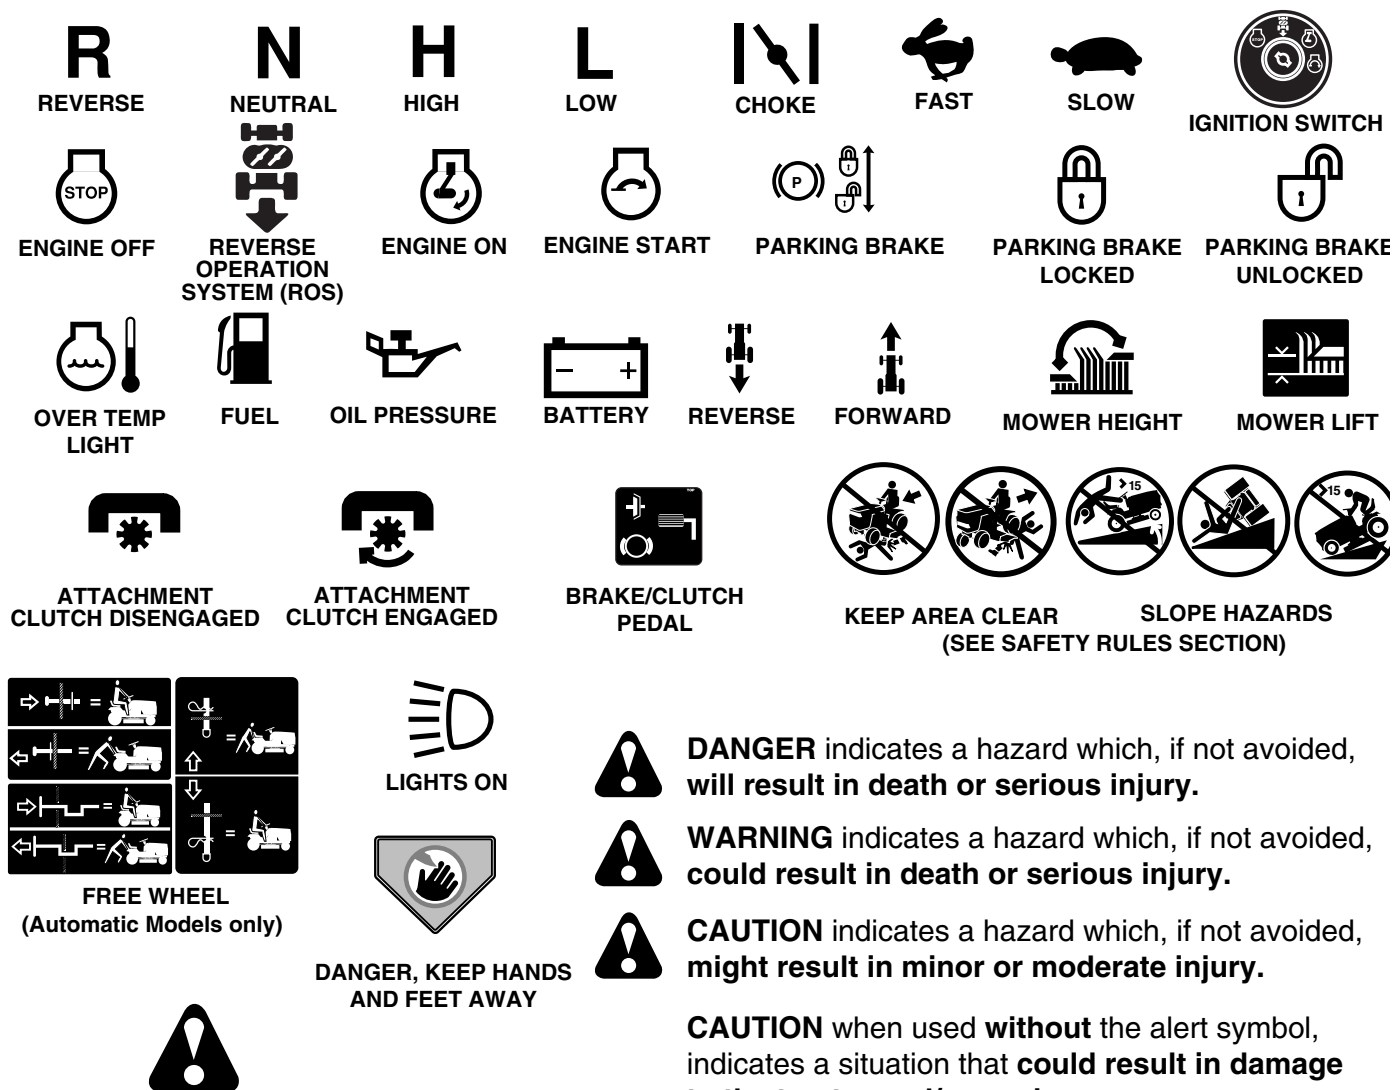 R N H L
REVERSE NEUTRAL HIGH LOW CHOKE FAST SLOW
IGNITION SWITCH
STOP
P
ENGINE OFF REVERSE ENGINE ON ENGINE START PARKING BRAKE PARKING BRAKE PARKING BRAKE
OPERATION LOCKED UNLOCKED
SYSTEM (ROS)
OVER TEMP FUEL OIL PRESSURE BATTERY REVERSE FORWARD MOWER HEIGHT MOWER LIFT
LIGHT
TOP
>15
>15
ATTACHMENT ATTACHMENT BRAKE/CLUTCH
CLUTCH DISENGAGED CLUTCH ENGAGED PEDAL
KEEP AREA CLEAR SLOPE HAZARDS
(SEE SAFETY RULES SECTION)
FREE WHEEL
(Automatic Models only)
LIGHTS ON
DANGER, KEEP HANDS
AND FEET AWAY
DANGER indicates a hazard which, if not avoided,
will result in death or serious injury.
WARNING indicates a hazard which, if not avoided,
could result in death or serious injury.
CAUTION indicates a hazard which, if not avoided,
might result in minor or moderate injury.
CAUTION when used without the alert symbol,
indicates a situation that could result in damage